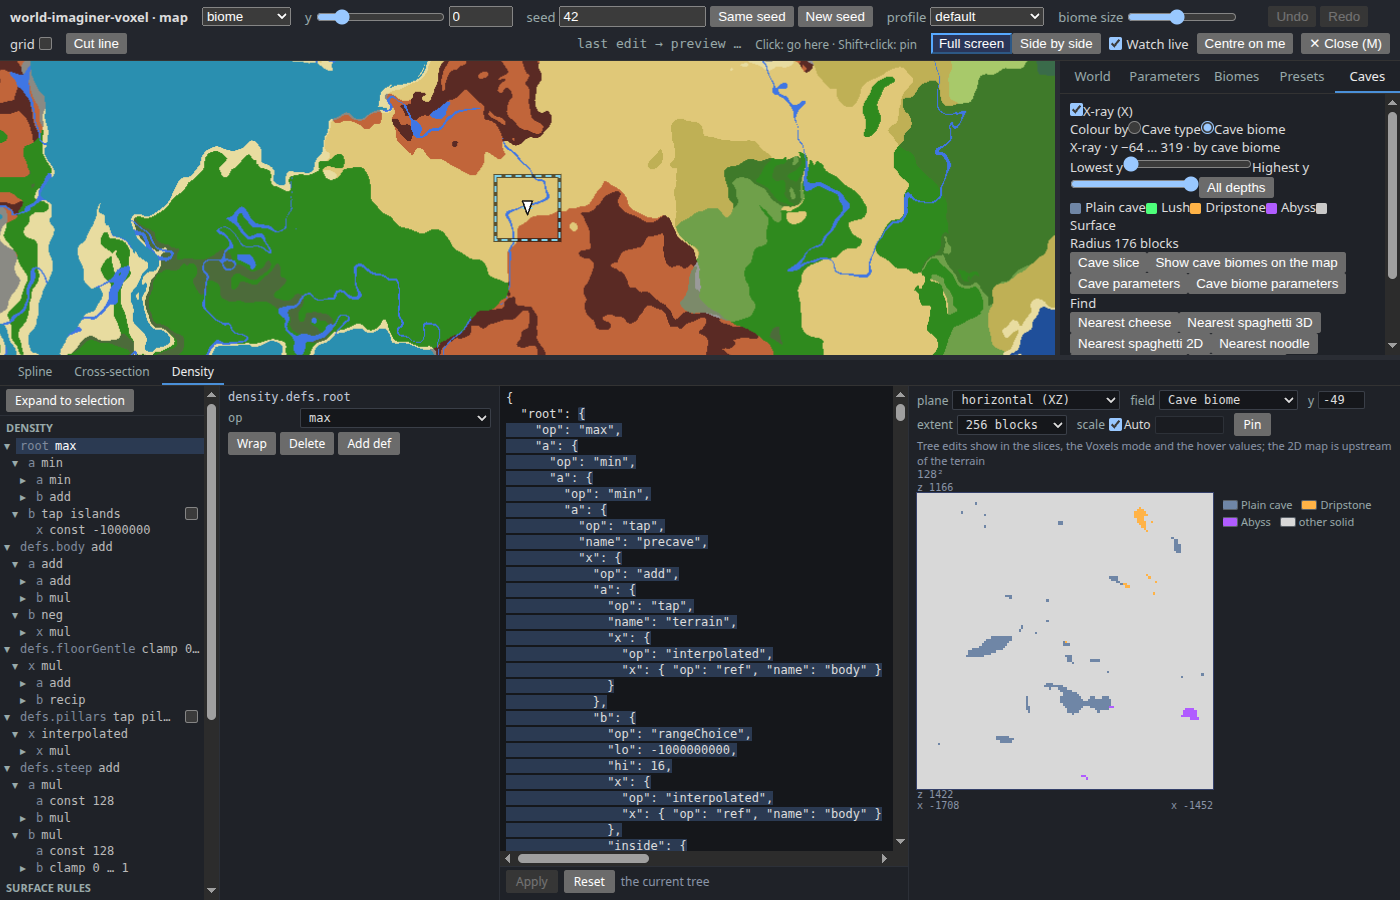 world-imaginer-voxel · map biome y 0 seed 42 Same seed New seed profile default biome size Undo Redo
grid Cut line last edit → preview … Click: go here · Shift+click: pin Full screen Side by side Watch live Centre on me ✕ Close (M)
World Parameters Biomes Presets Caves
X-ray (X)
Colour by Cave type Cave biome
X-ray · y −64 … 319 · by cave biome
Lowest y Highest y
All depths
Plain cave Lush Dripstone Abyss
Surface
Radius 176 blocks
Cave slice Show cave biomes on the map
Cave parameters Cave biome parameters
Find
Nearest cheese Nearest spaghetti 3D
Nearest spaghetti 2D Nearest noodle
Spline Cross-section Density
Expand to selection
DENSITY
▾ root max
▾ a min
▸ a min
▸ b add
▾ b tap islands
x const -1000000
▾ defs.body add
▾ a add
▸ a add
▸ b mul
▾ b neg
▸ x mul
▾ defs.floorGentle clamp 0…
▾ x mul
▸ a add
▸ b recip
▾ defs.pillars tap pil…
▾ x interpolated
▸ x mul
▾ defs.steep add
▾ a mul
a const 128
▸ b mul
▾ b mul
a const 128
▸ b clamp 0 … 1
SURFACE RULES
density.defs.root
op max
Wrap Delete Add def
{
"root": {
"op": "max",
"a": {
"op": "min",
"a": {
"op": "min",
"a": {
"op": "tap",
"name": "precave",
"x": {
"op": "add",
"a": {
"op": "tap",
"name": "terrain",
"x": {
"op": "interpolated",
"x": { "op": "ref", "name": "body" }
}
},
"b": {
"op": "rangeChoice",
"lo": -1000000000,
"hi": 16,
"x": {
"op": "interpolated",
"x": { "op": "ref", "name": "body" }
},
"inside": {
Apply Reset the current tree
plane horizontal (XZ) field Cave biome y -49
extent 256 blocks scale Auto Pin
Tree edits show in the slices, the Voxels mode and the hover values; the 2D map is upstream
of the terrain
128²
z 1166
Plain cave Dripstone
Abyss other solid
z 1422
x -1708 x -1452